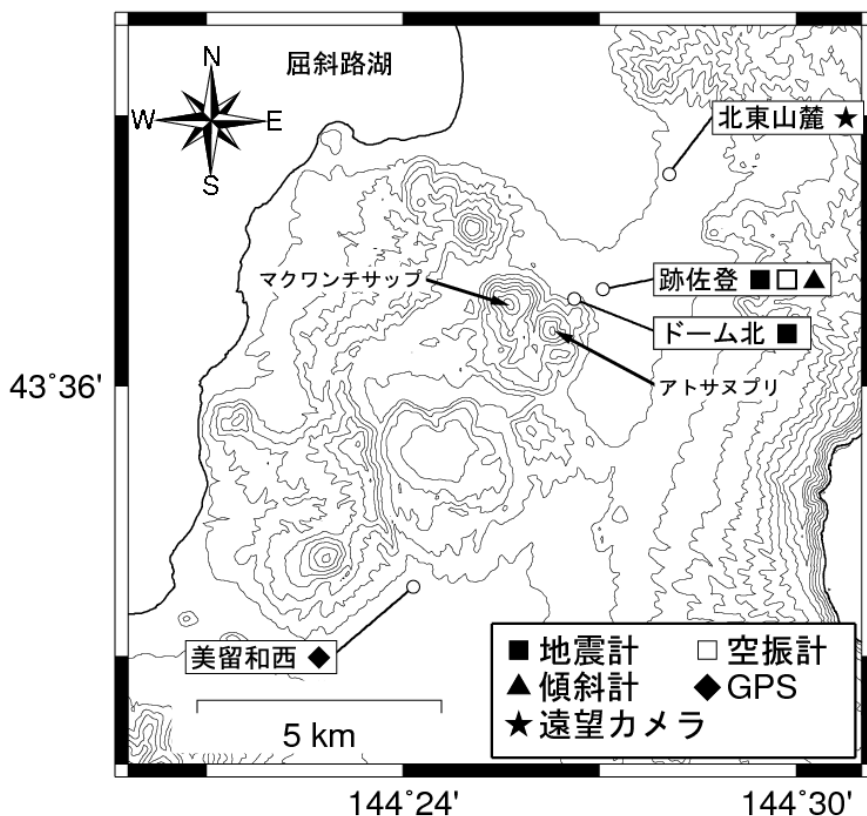 屈斜路湖
N
W E
S
北東山麓 ★
マクワンチサップ
跡佐登 ■□▲
ドーム北 ■
43°36'
アトサヌプリ
美留和西 ◆
■ 地震計 □ 空振計
▲ 傾斜計 ◆ GPS
★ 遠望カメラ
5 km
144°24' 144°30'